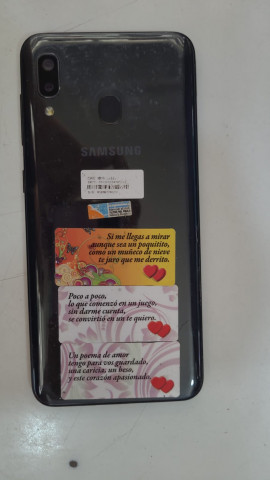 SAMSUNG
Si me llegas a mirar
aunque sea un poquitito,
como un muñeco de nieve
te juro que me derrito.
Poco a poco,
lo que comenzó en un juego,
sin darme cuenta,
se convirtió en un te quiero.
Un poema de amor
tengo para vos guardado,
una caricia, un beso,
y este corazón apasionado.